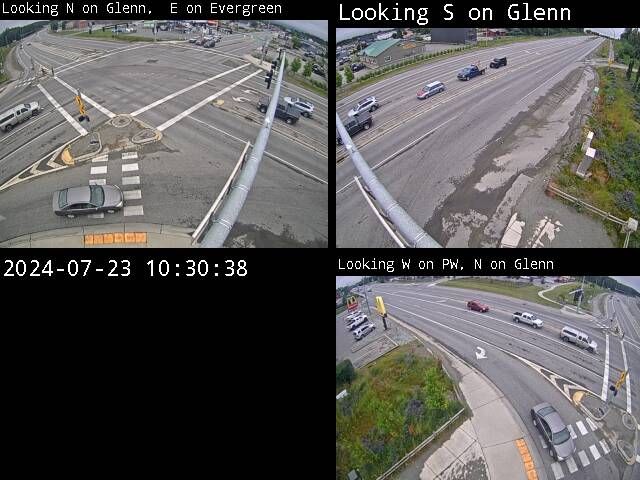 Looking N on Glenn, E on Evergreen
Looking S on Glenn
2024-07-23 10:30:38
Looking W on PW, N on Glenn